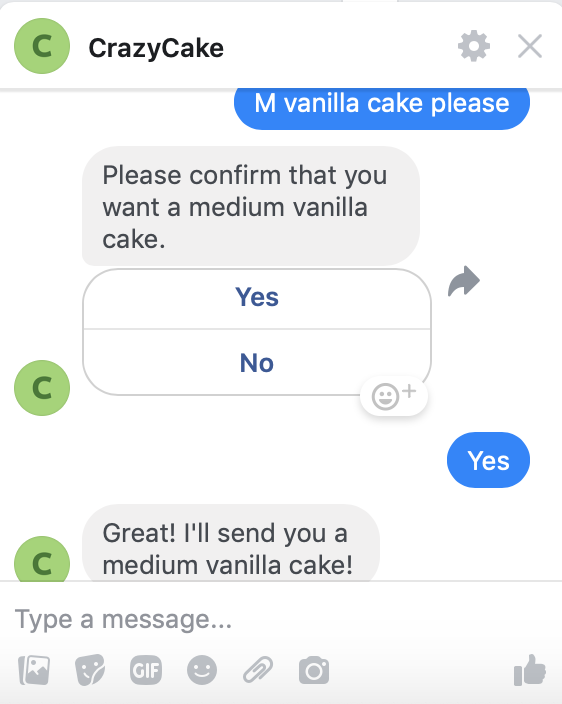 C CrazyCake
M vanilla cake please
Please confirm that you
want a medium vanilla
cake.
Yes
No
C
Yes
Great! I'll send you a
medium vanilla cake!
C
Type a message...
GIF